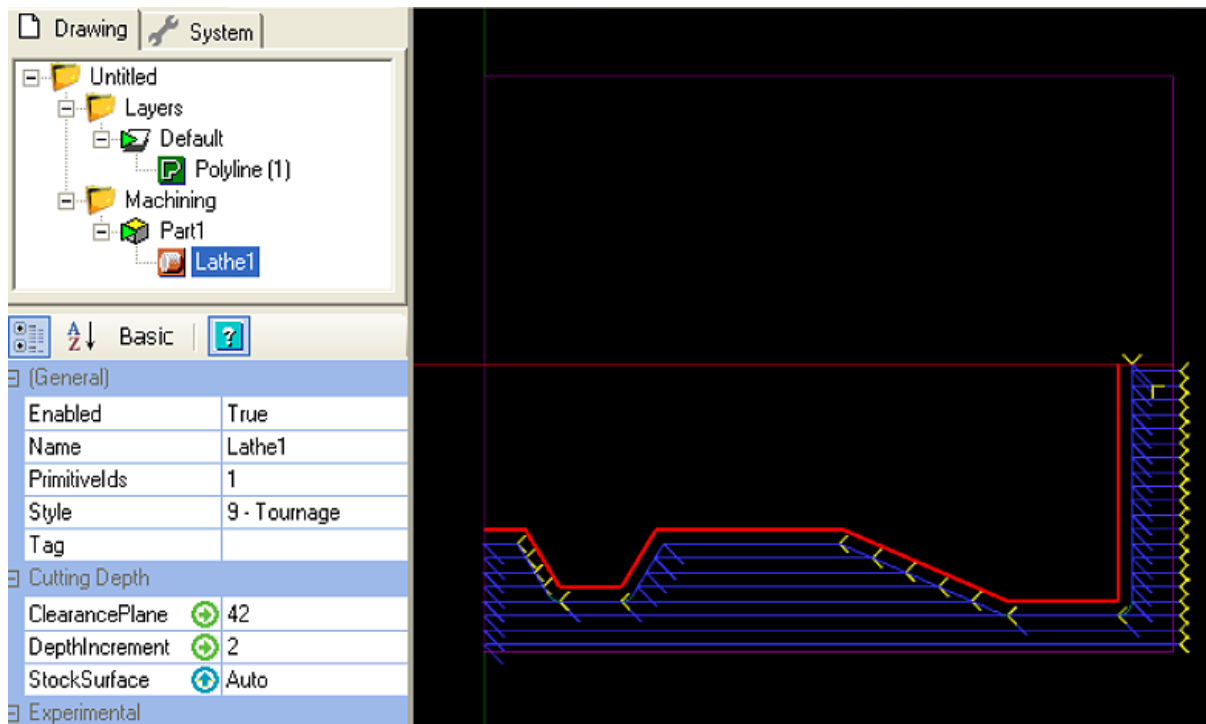 Drawing System
Untitled
Layers
Default
Polyline (1)
Machining
Part1
Lathe1
A Z Basic ?
(General)
Enabled True
Name Lathe1
PrimitiveIds 1
Style 9 - Tournage
Tag
Cutting Depth
ClearancePlane 42
DepthIncrement 2
StockSurface Auto
Experimental